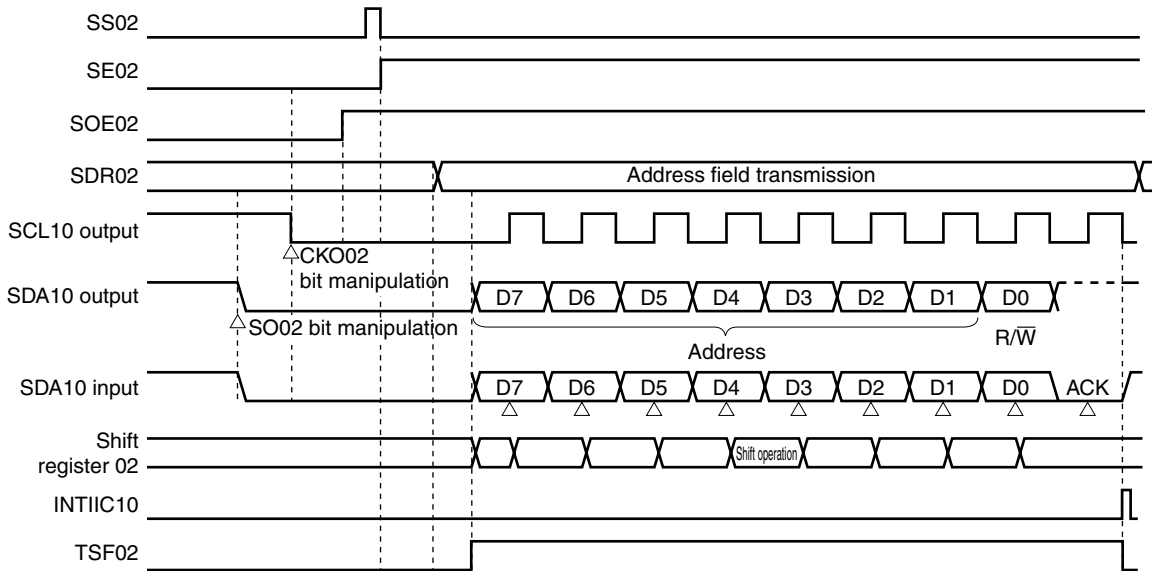 SS02
SE02
SOE02
SDR02
Address field transmission
SCL10 output
CKO02
bit manipulation
SDA10 output
D7 D6 D5 D4 D3 D2 D1 D0
SO02 bit manipulation
Address
R/W̅
SDA10 input
D7 D6 D5 D4 D3 D2 D1 D0 ACK
Shift
register 02
Shift operation
INTIIC10
TSF02